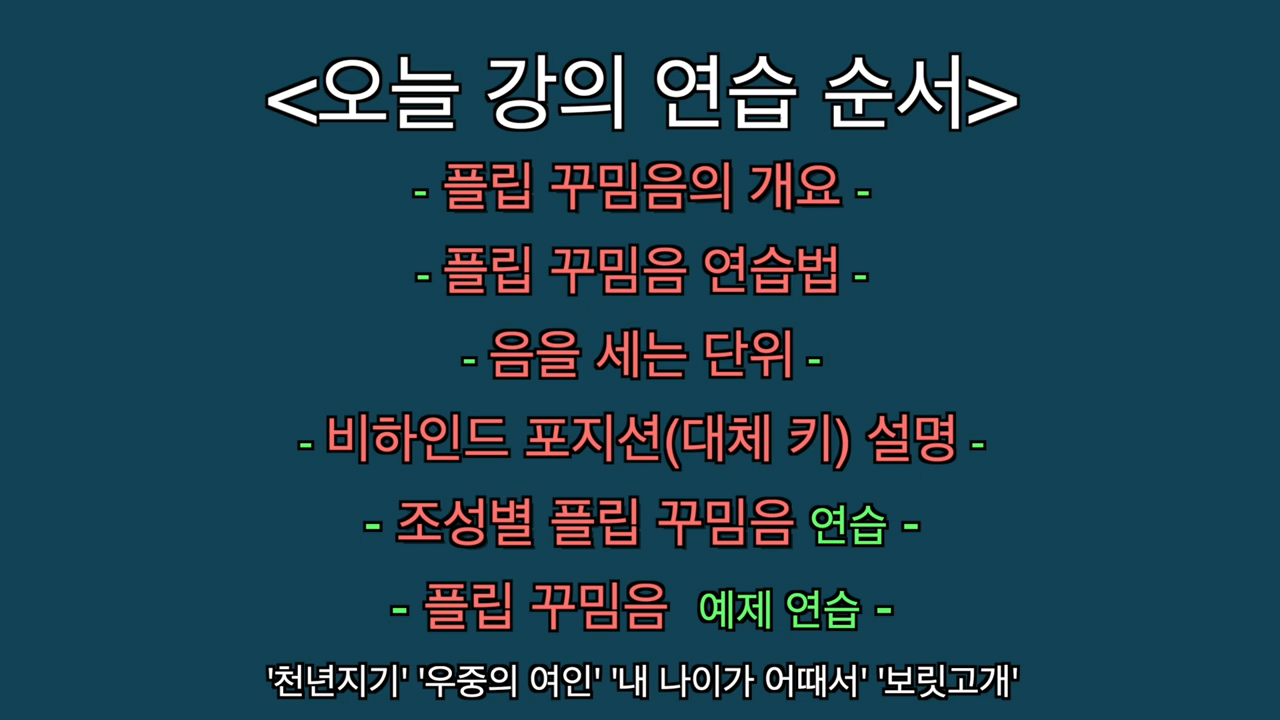 <오늘 강의 연습 순서>
- 플립 꾸밈음의 개요 -
- 플립 꾸밈음 연습법 -
- 음을 세는 단위 -
- 비하인드 포지션(대체 키) 설명 -
- 조성별 플립 꾸밈음 연습 -
- 플립 꾸밈음 예제 연습 -
'천년지기' '우중의 여인' '내 나이가 어때서' '보릿고개'